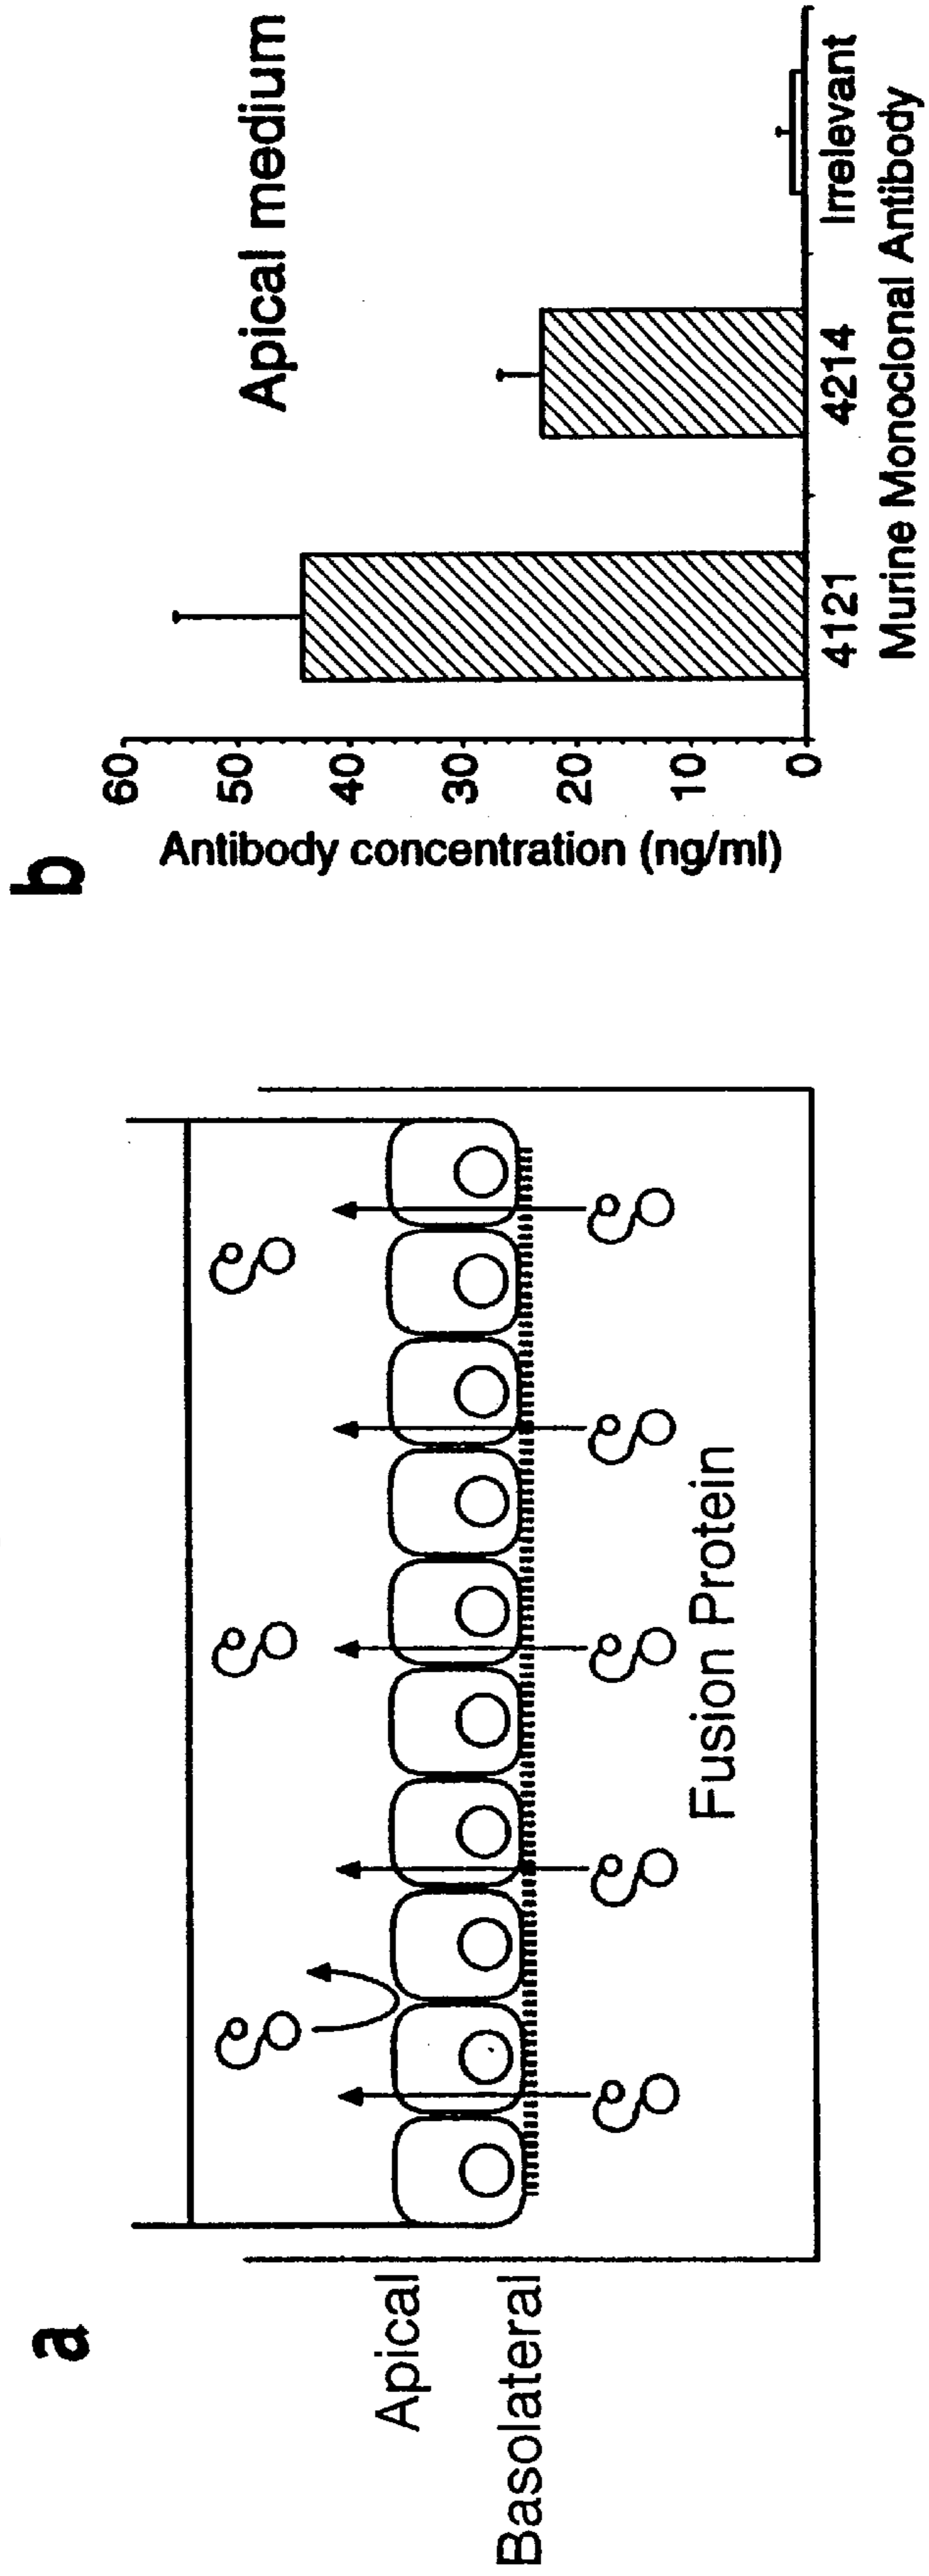 a
Apical
Basolateral
Fusion Protein
b
Antibody concentration (ng/ml)
60
50
40
30
20
10
0
Apical medium
4121
4214
Irrelevant
Murine Monoclonal Antibody